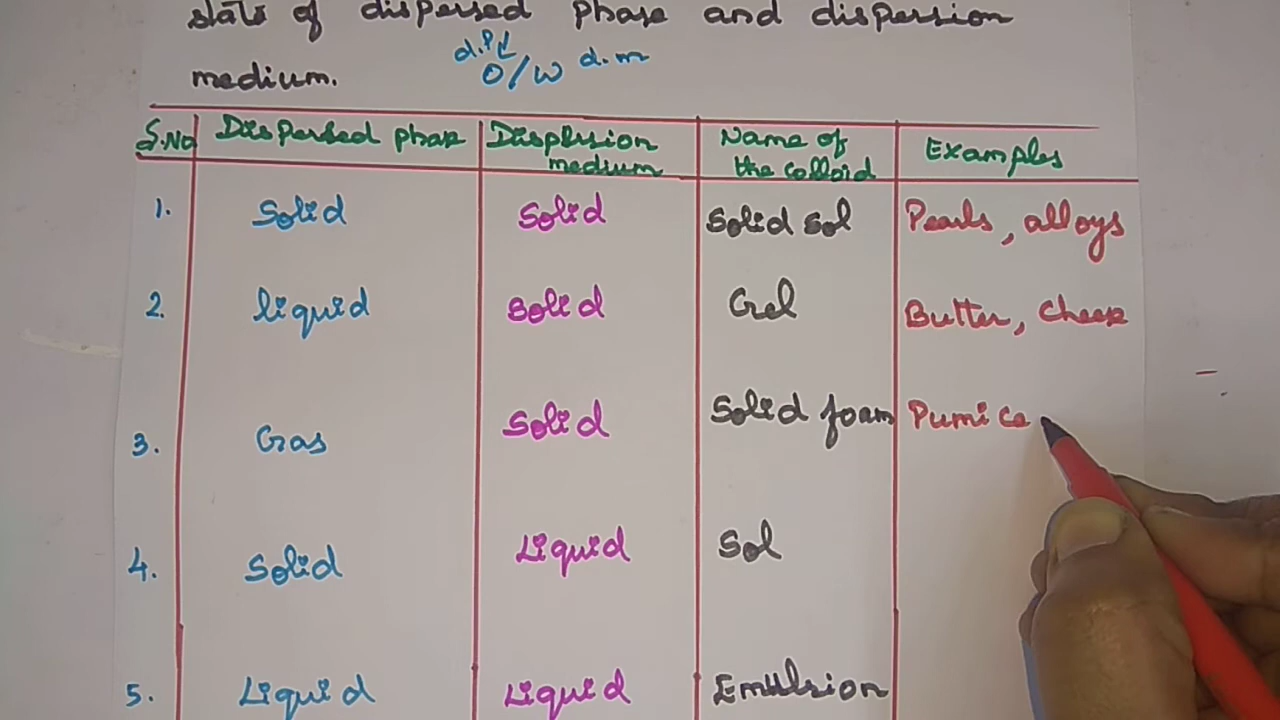 state of dispersed phase and dispersion
d.P
medium. O/W d.m
S.No Dispersed phase Dispersion medium Name of the colloid Examples
1. Solid Solid Solid sol Pearls, alloys
2. liquid Solid Gel Butter, cheese
3. Gas Solid Solid foam Pumice
4. Solid Liquid Sol
5. Liquid Liquid Emulsion